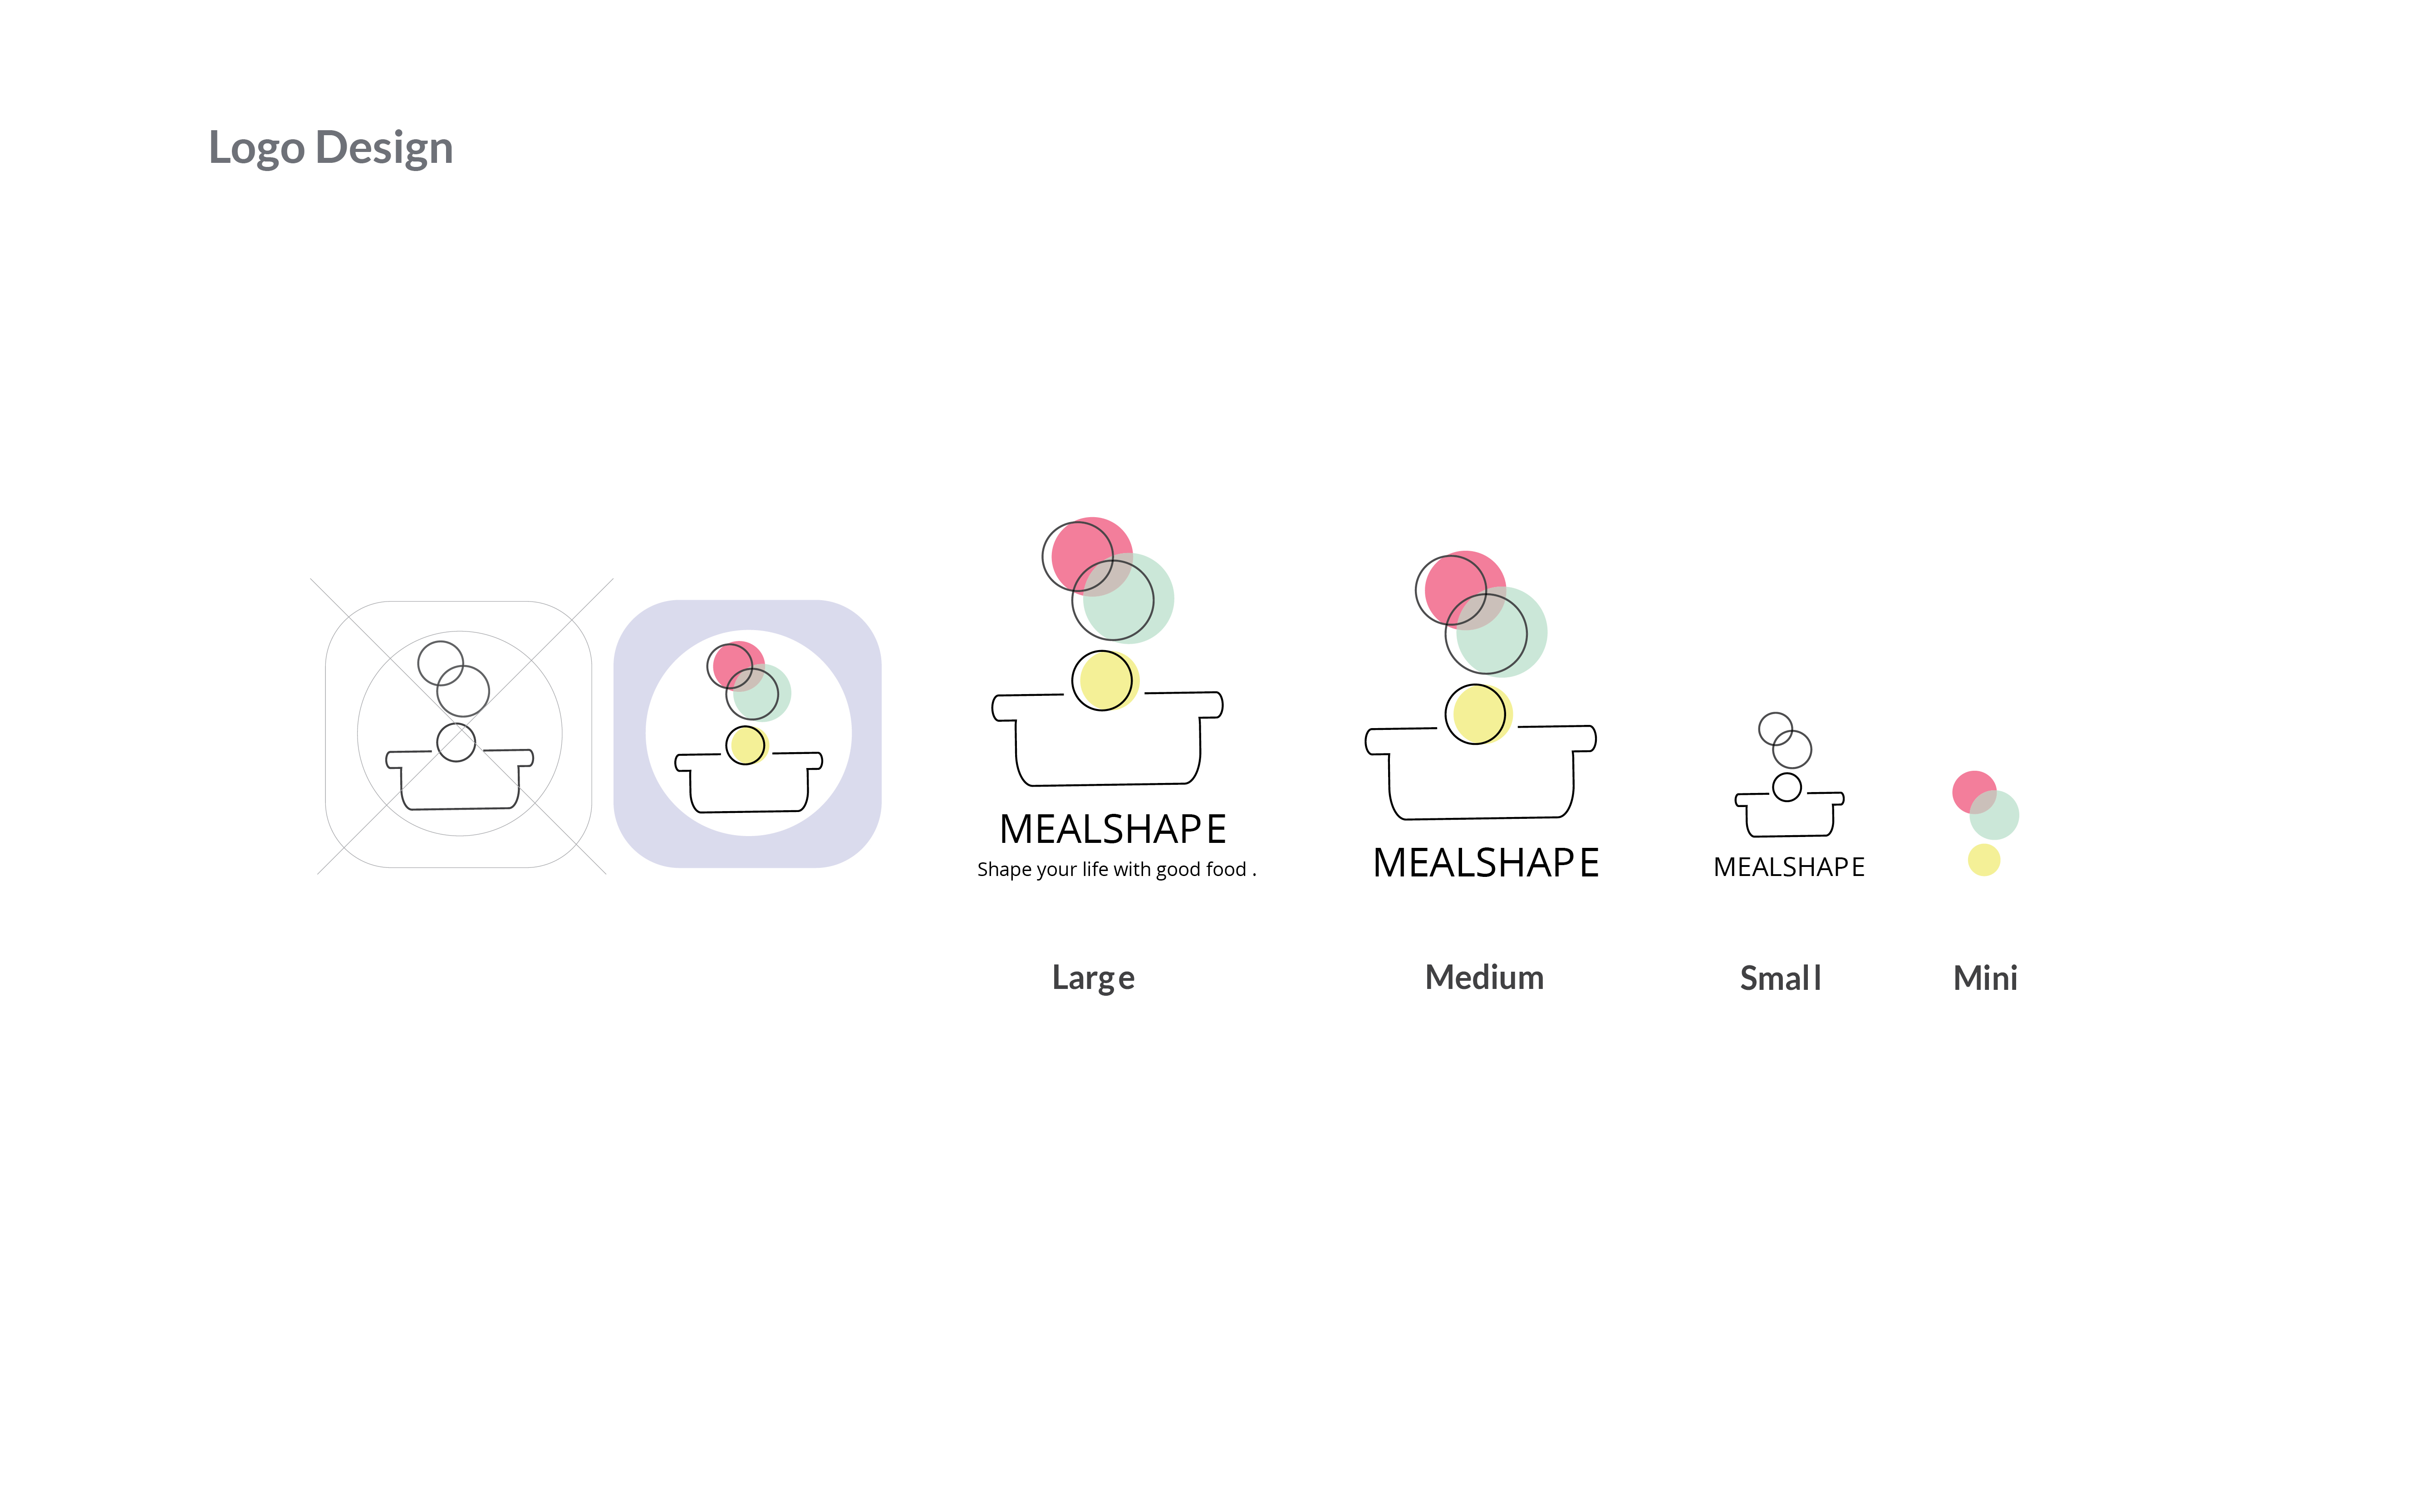 Logo Design
MEALSHAPE
Shape your life with good food .
MEALSHAPE
MEALSHAPE
Large
Medium
Small
Mini